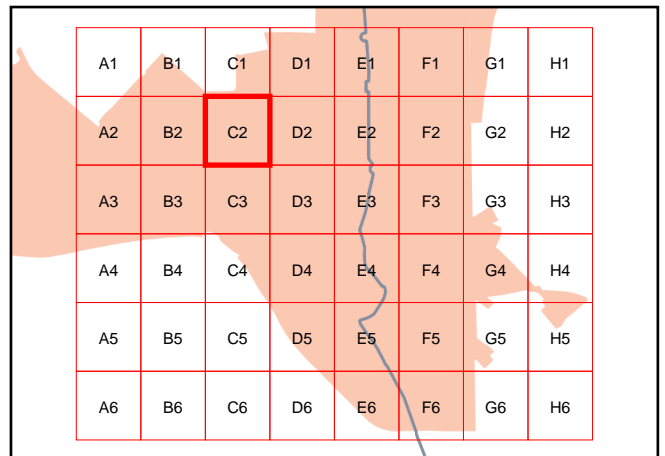 A1 B1 C1 D1 E1 F1 G1 H1
A2 B2 C2 D2 E2 F2 G2 H2
A3 B3 C3 D3 E3 F3 G3 H3
A4 B4 C4 D4 E4 F4 G4 H4
A5 B5 C5 D5 E5 F5 G5 H5
A6 B6 C6 D6 E6 F6 G6 H6